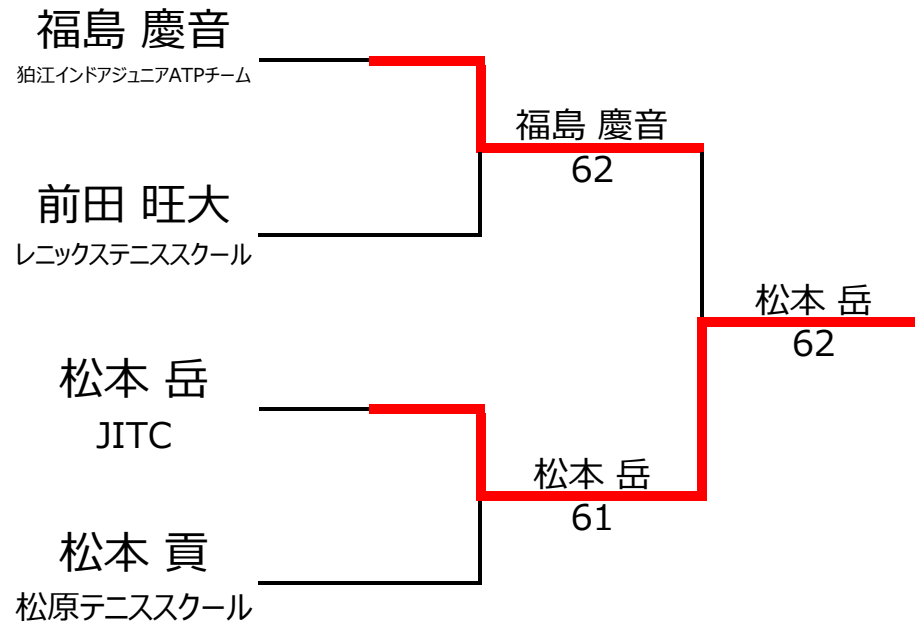 福島 慶音
狛江インドアジュニアATPチーム
福島 慶音
62
前田 旺大
レニックステニススクール
松本 岳
62
松本 岳
JITC
松本 岳
61
松本 貢
松原テニススクール